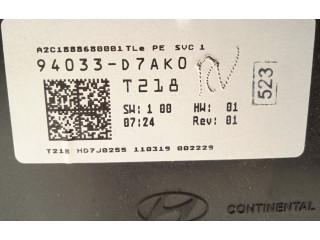 A2C1888680001TLe PE SVC 1
94033-D7AK0
T218
523
SW: 1 00 HW: 01
07:24 Rev: 01
T218 HD7J0255 110319 002229
CONTINENTAL